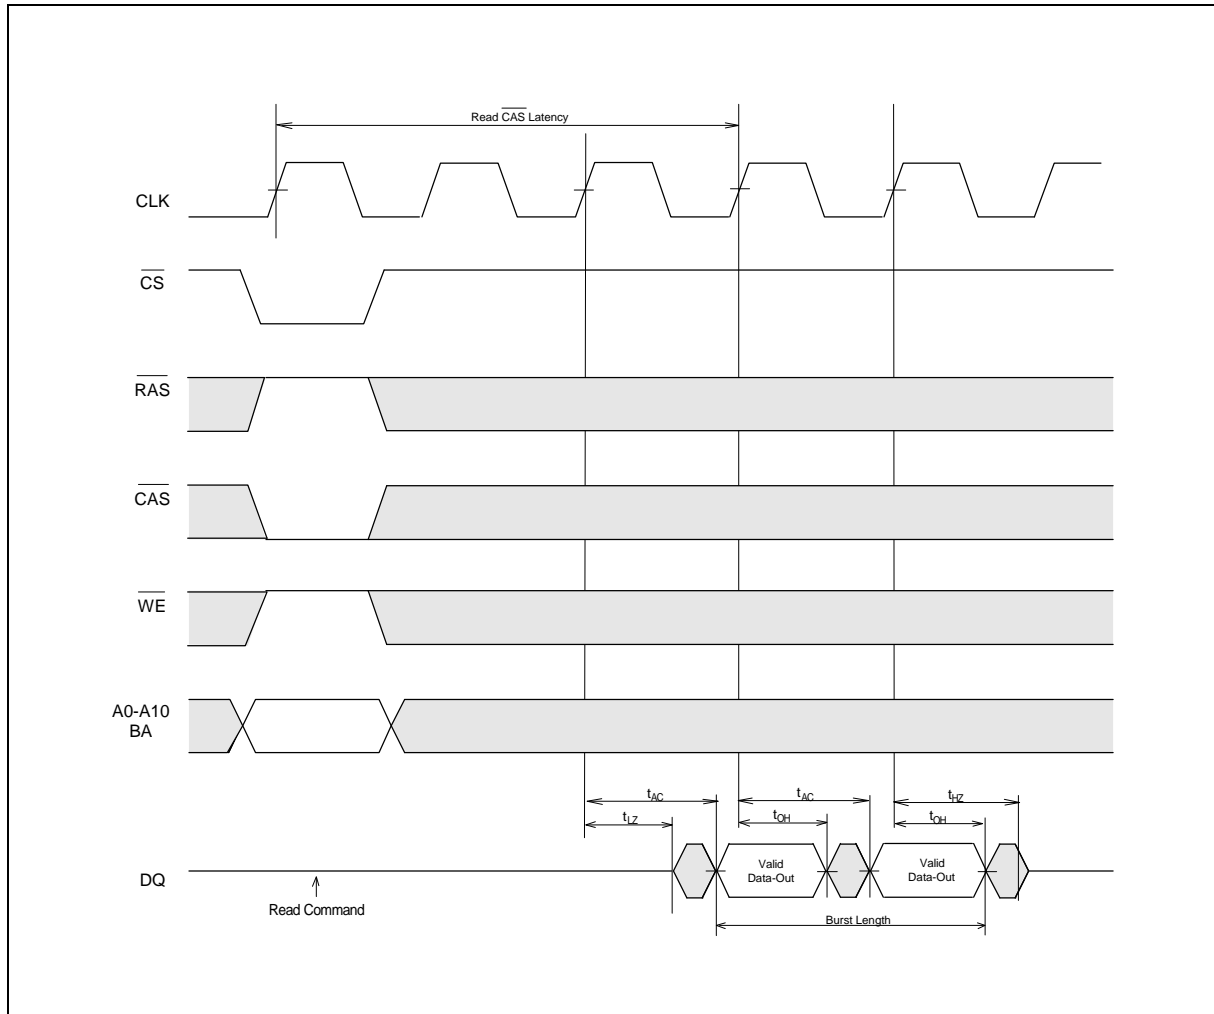 Read CAS Latency
CLK
CS
RAS
CAS
WE
A0-A10
BA
tAC
tAC
tHZ
tLZ
tOH
tOH
DQ
Valid
Data-Out
Valid
Data-Out
Read Command
Burst Length